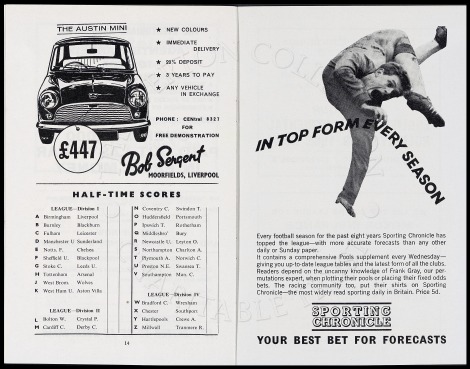 THE AUSTIN MINI
★ NEW COLOURS
★ IMMEDIATE
DELIVERY
★ 20% DEPOSIT
★ 3 YEARS TO PAY
★ ANY VEHICLE
IN EXCHANGE
PHONE: CENtral 8321
FOR
FREE DEMONSTRATION
£447
Bob Sergent
MOORFIELDS, LIVERPOOL
HALF-TIME SCORES
LEAGUE—Division I
A Birmingham Liverpool
B Burnley Blackburn
C Fulham Leicester
D Manchester U Sunderland
E Notts. F. Chelsea
F Sheffield U. Blackpool
G Stoke C. Leeds U.
H Tottenham Arsenal
J West Brom Wolves
K West Ham U. Aston Villa
LEAGUE—Division II
L Bolton W. Crystal P.
M Cardiff C. Derby C.
N Coventry C. Swindon T.
O Huddersfield Portsmouth
P Ipswich T. Rotherham
Q Middlesbro' Bury
R Newcastle U. Leyton O.
S Northampton Charlton A.
T Plymouth A. Norwich C.
U Preston N.E. Swansea T.
V Southampton Man. C.
LEAGUE—Division IV
W Bradford C. Wrexham
X Chester Southport
Y Hartlepools Crewe A.
Z Millwall Tranmere R.
14
IN TOP FORM EVERY SEASON
Every football season for the past eight years Sporting Chronicle has
topped the league—with more accurate forecasts than any other
daily or Sunday paper.
It contains a comprehensive Pools supplement every Wednesday—
giving you up-to-date league tables and the latest form of all the clubs.
Readers depend on the uncanny knowledge of Frank Gray, our per-
mutations expert, when plotting their pools or placing their fixed odds
bets. The racing community too, put their shirts on Sporting
Chronicle—the most widely read sporting daily in Britain. Price 5d.
SPORTING
CHRONICLE
YOUR BEST BET FOR FORECASTS